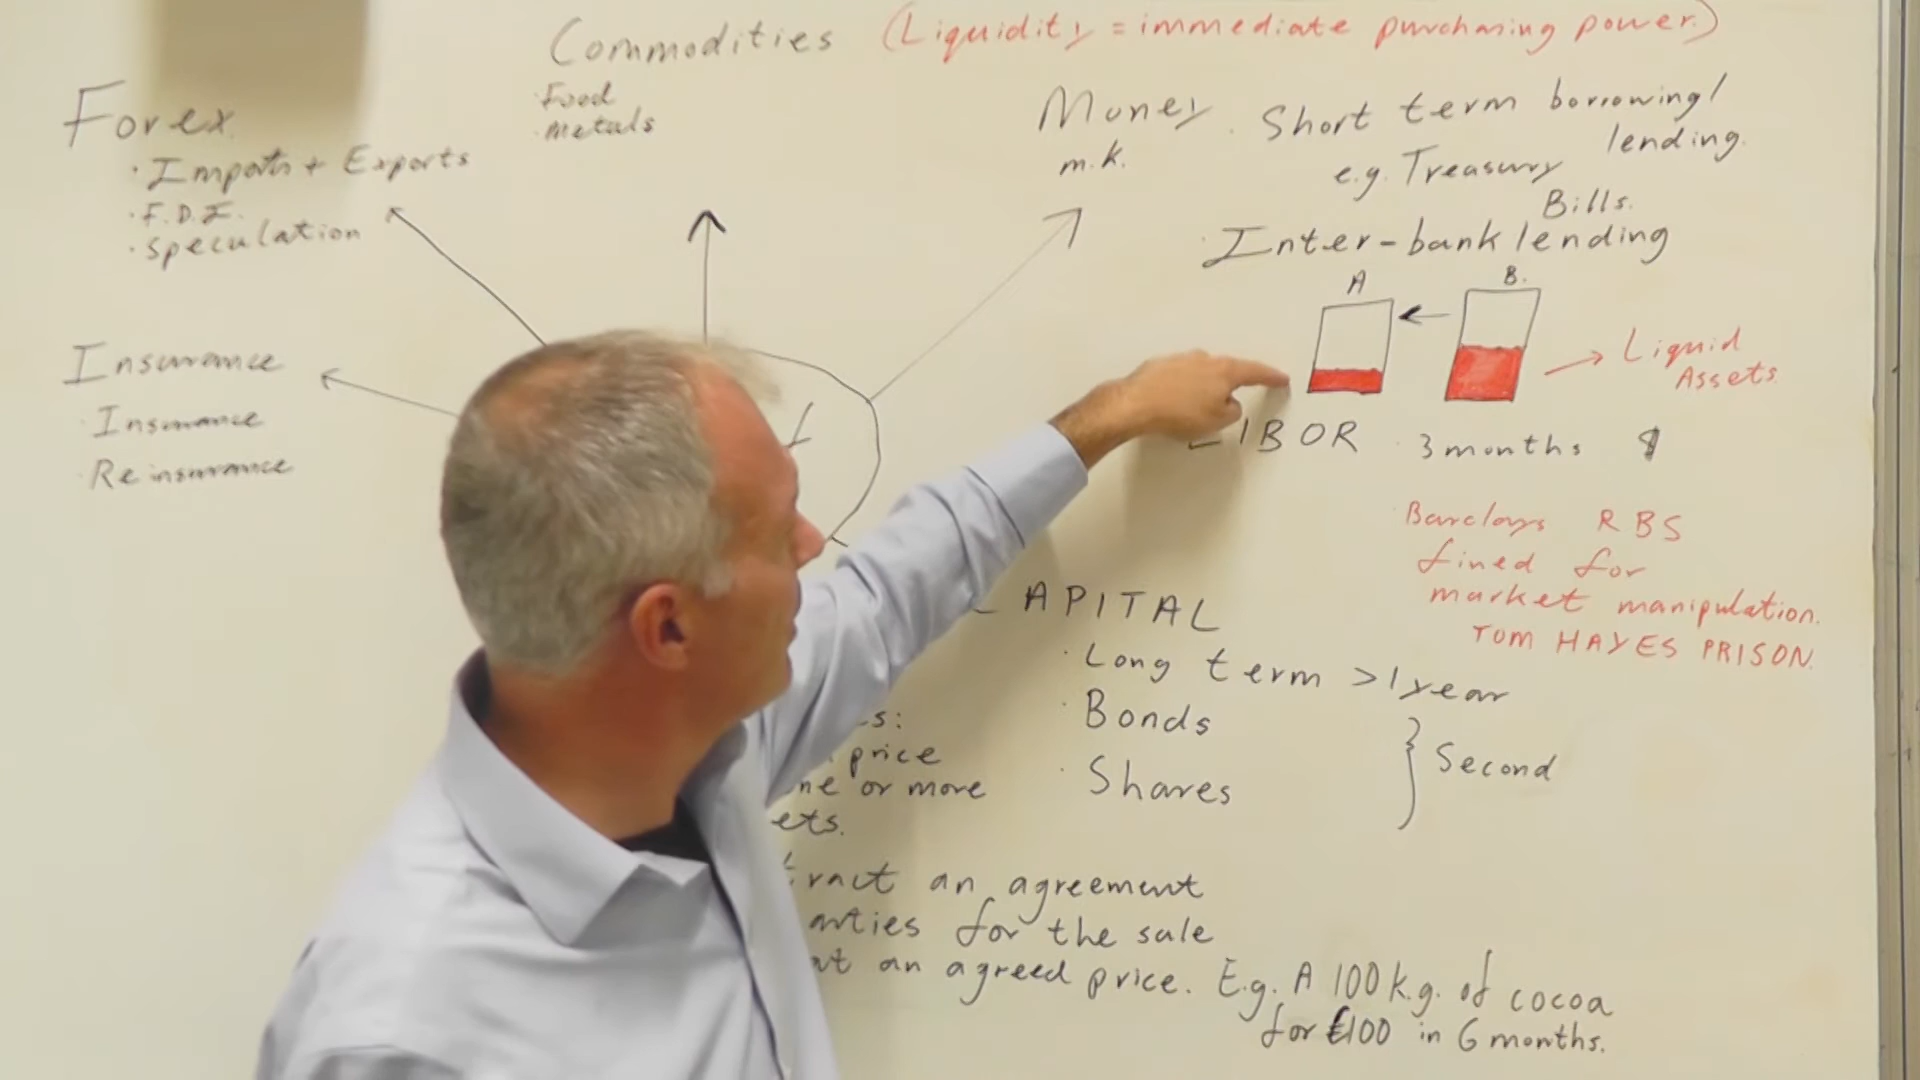 Commodities (Liquidity = immediate purchasing power.)
Food
Metals
Forex
· Imports + Exports
· F.D.I.
· Speculation
Insurance
· Insurance
· Reinsurance
Money
m.k.
· Short term borrowing/
lending.
e.g. Treasury
Bills.
· Inter-bank lending
A B.
Liquid
Assets
LIBOR · 3 months
Barclays RBS
fined for
market manipulation.
TOM HAYES PRISON.
APITAL
· Long term >1 year
· Bonds
· Shares
Second
s:
price
ne or more
ets.
ract an agreement
arties for the sale
at an agreed price. E.g. A 100 k.g. of cocoa
for £100 in 6 months.